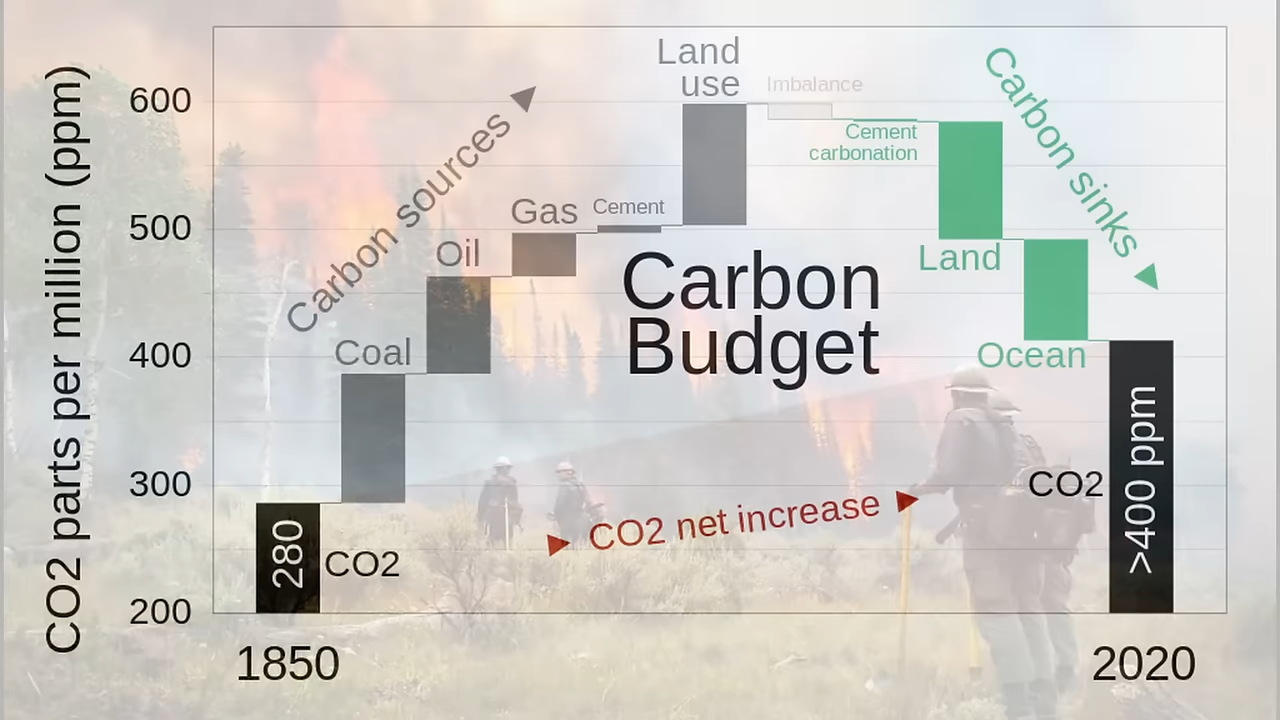 Land
use
Imbalance
600
Carbon sources
Carbon sinks
Cement
carbonation
Gas
Cement
500
Oil
Land
Carbon
Budget
Coal
400
Ocean
CO2 parts per million (ppm)
300
CO2
>400 ppm
CO2 net increase
280
CO2
200
1850
2020